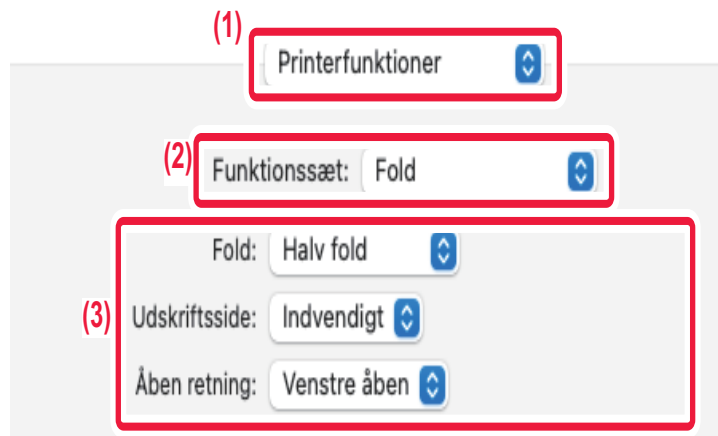 (1)
Printerfunktioner
(2) Funktionssæt: Fold
Fold: Halv fold
(3) Udskriftsside: Indvendigt
Åben retning: Venstre åben